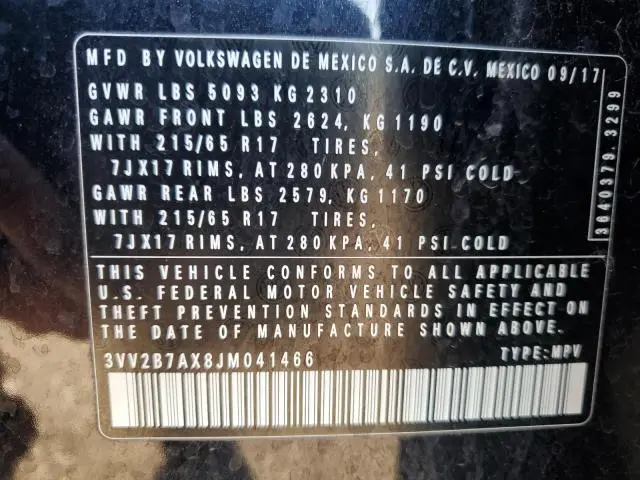 MFD BY VOLKSWAGEN DE MEXICO S.A. DE C.V. MEXICO 09/17
GVWR LBS 5093 KG 2310
GAWR FRONT LBS 2624, KG 1190
WITH 215/65 R17 TIRES,
7JX17 RIMS, AT 280 KPA, 41 PSI COLD
GAWR REAR LBS 2579, KG 1170
WITH 215/65 R17 TIRES,
7JX17 RIMS, AT 280 KPA, 41 PSI COLD
THIS VEHICLE CONFORMS TO ALL APPLICABLE
U.S. FEDERAL MOTOR VEHICLE SAFETY AND
THEFT PREVENTION STANDARDS IN EFFECT ON
THE DATE OF MANUFACTURE SHOWN ABOVE.
3VV2B7AX8JM041466 TYPE:MPV
3640379.3299